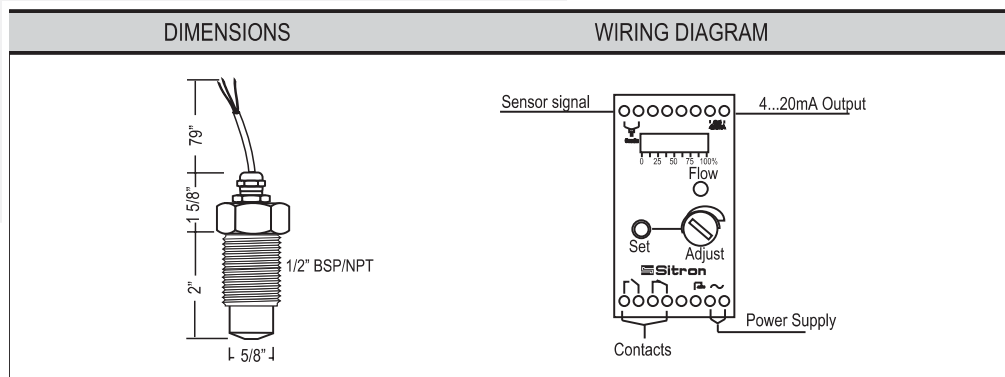 DIMENSIONS
WIRING DIAGRAM
79"
1 5/8"
2"
1/2" BSP/NPT
5/8"
Sensor signal
4...20mA Output
0 25 50 75 100%
Flow
Set
Adjust
Sitron
Contacts
Power Supply